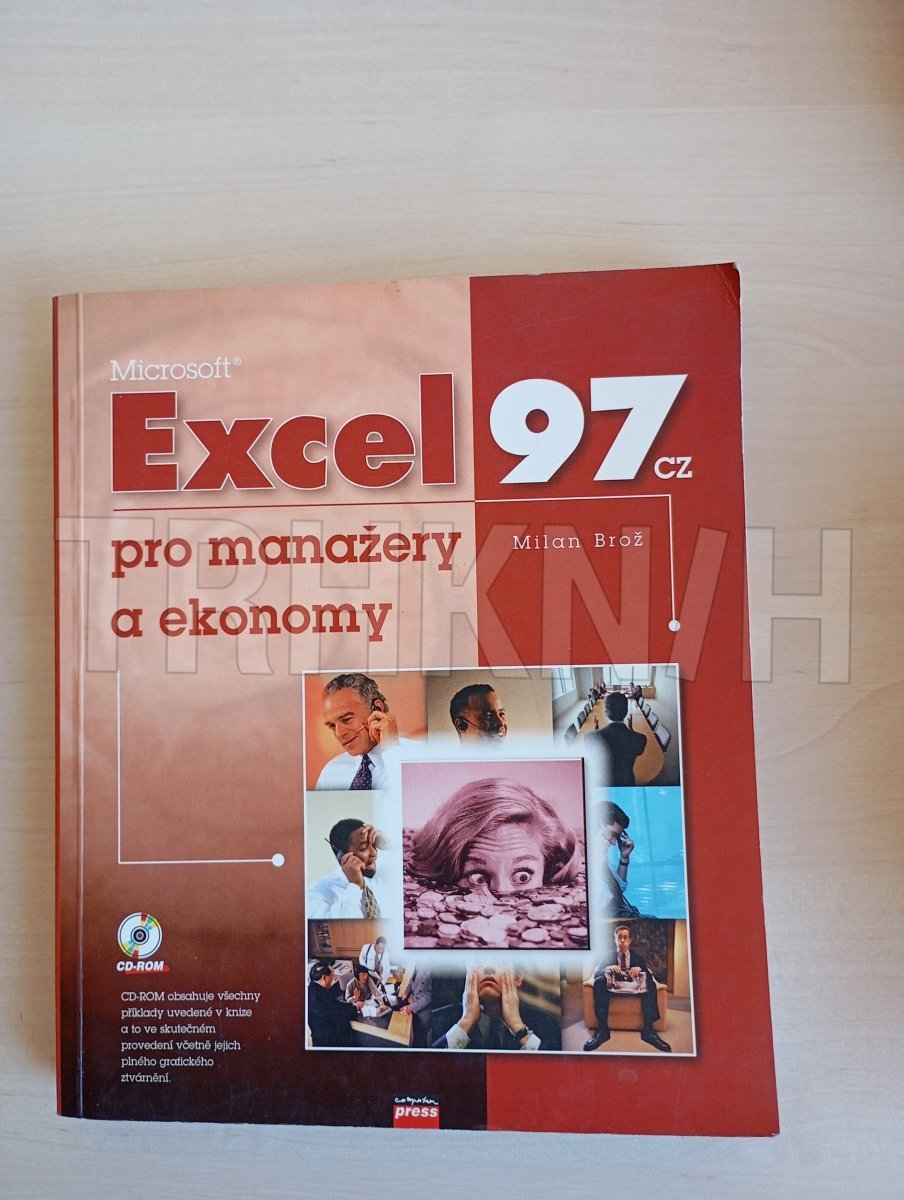 Microsoft®
Excel 97 CZ
Milan Brož
pro manažery
a ekonomy
TRHKNIH
CD-ROM
CD-ROM obsahuje všechny
příklady uvedené v knize
a to ve skutečném
provedení včetně jejich
plného grafického
ztvárnění.
computer
press